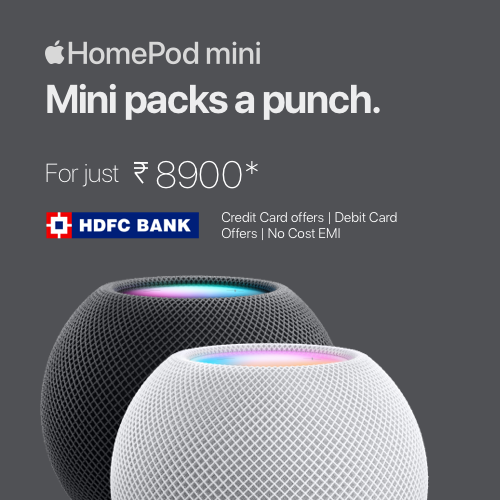 HomePod mini
Mini packs a punch.
For just ₹ 8900*
HDFC BANK
Credit Card offers | Debit Card
Offers | No Cost EMI